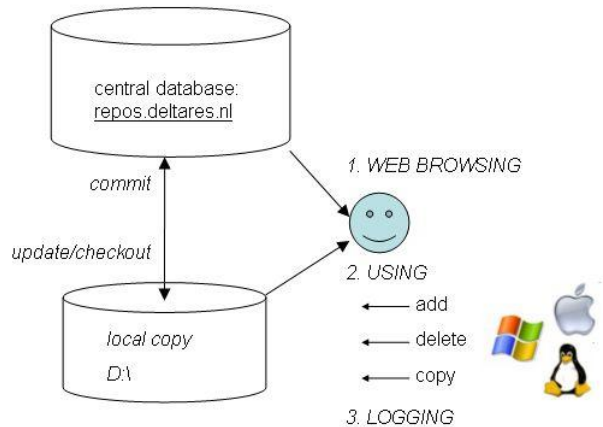 central database:
repos.deltares.nl
commit
update/checkout
local copy
D:\
1. WEB BROWSING
2. USING
add
delete
copy
3. LOGGING